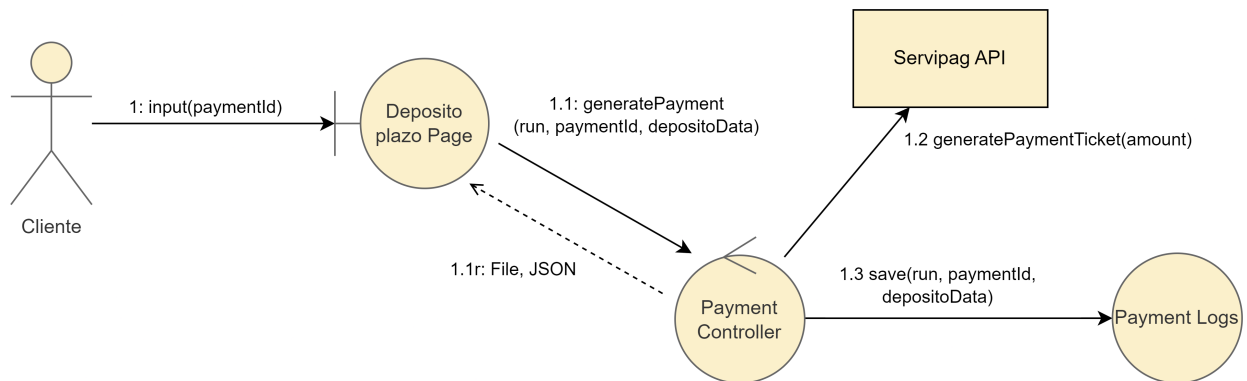 Servipag API
1: input(paymentId)
Deposito
plazo Page
1.1: generatePayment
(run, paymentId, depositoData)
1.2 generatePaymentTicket(amount)
Cliente
1.1r: File, JSON
1.3 save(run, paymentId,
depositoData)
Payment
Controller
Payment Logs